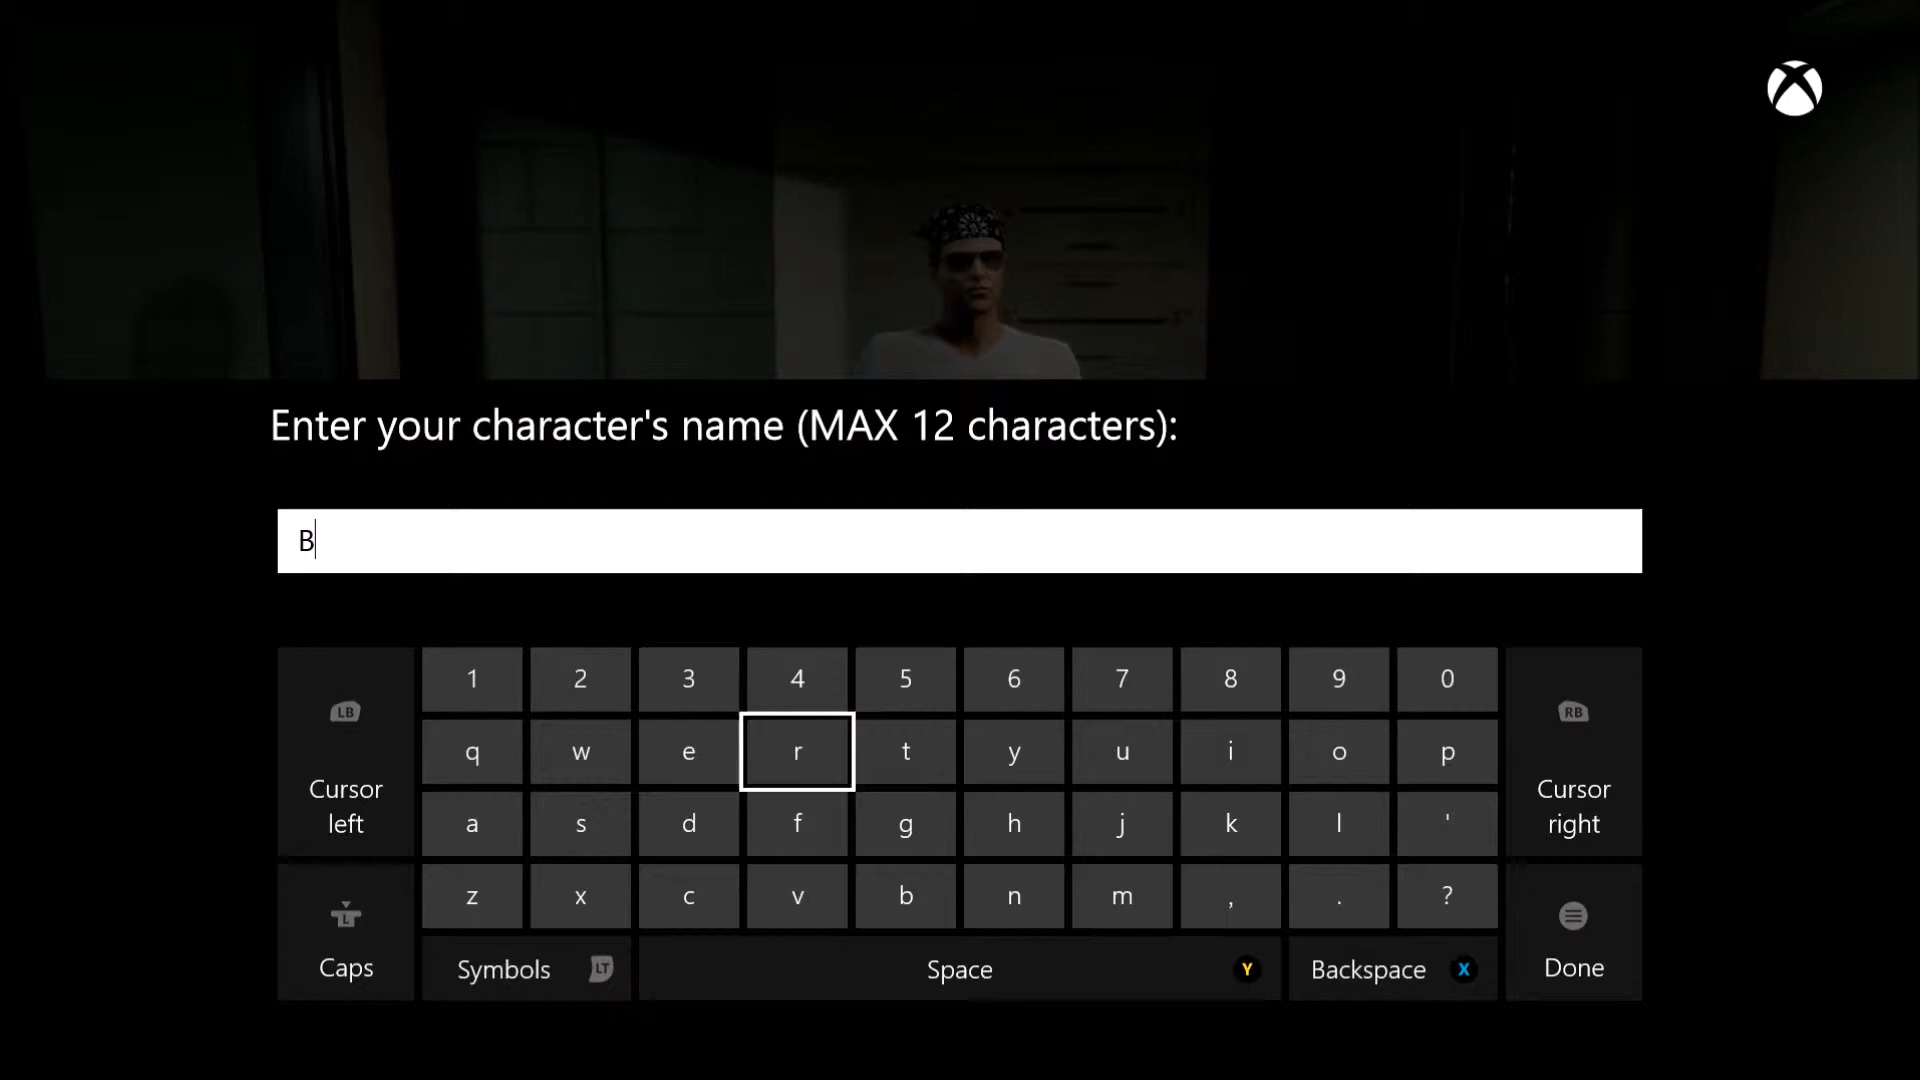 Enter your character's name (MAX 12 characters):
B
LB
Cursor
left
1 2 3 4 5 6 7 8 9 0
q w e r t y u i o p
a s d f g h j k l '
z x c v b n m , . ?
RB
Cursor
right
L
Caps
Symbols LT
Space Y
Backspace X
Done